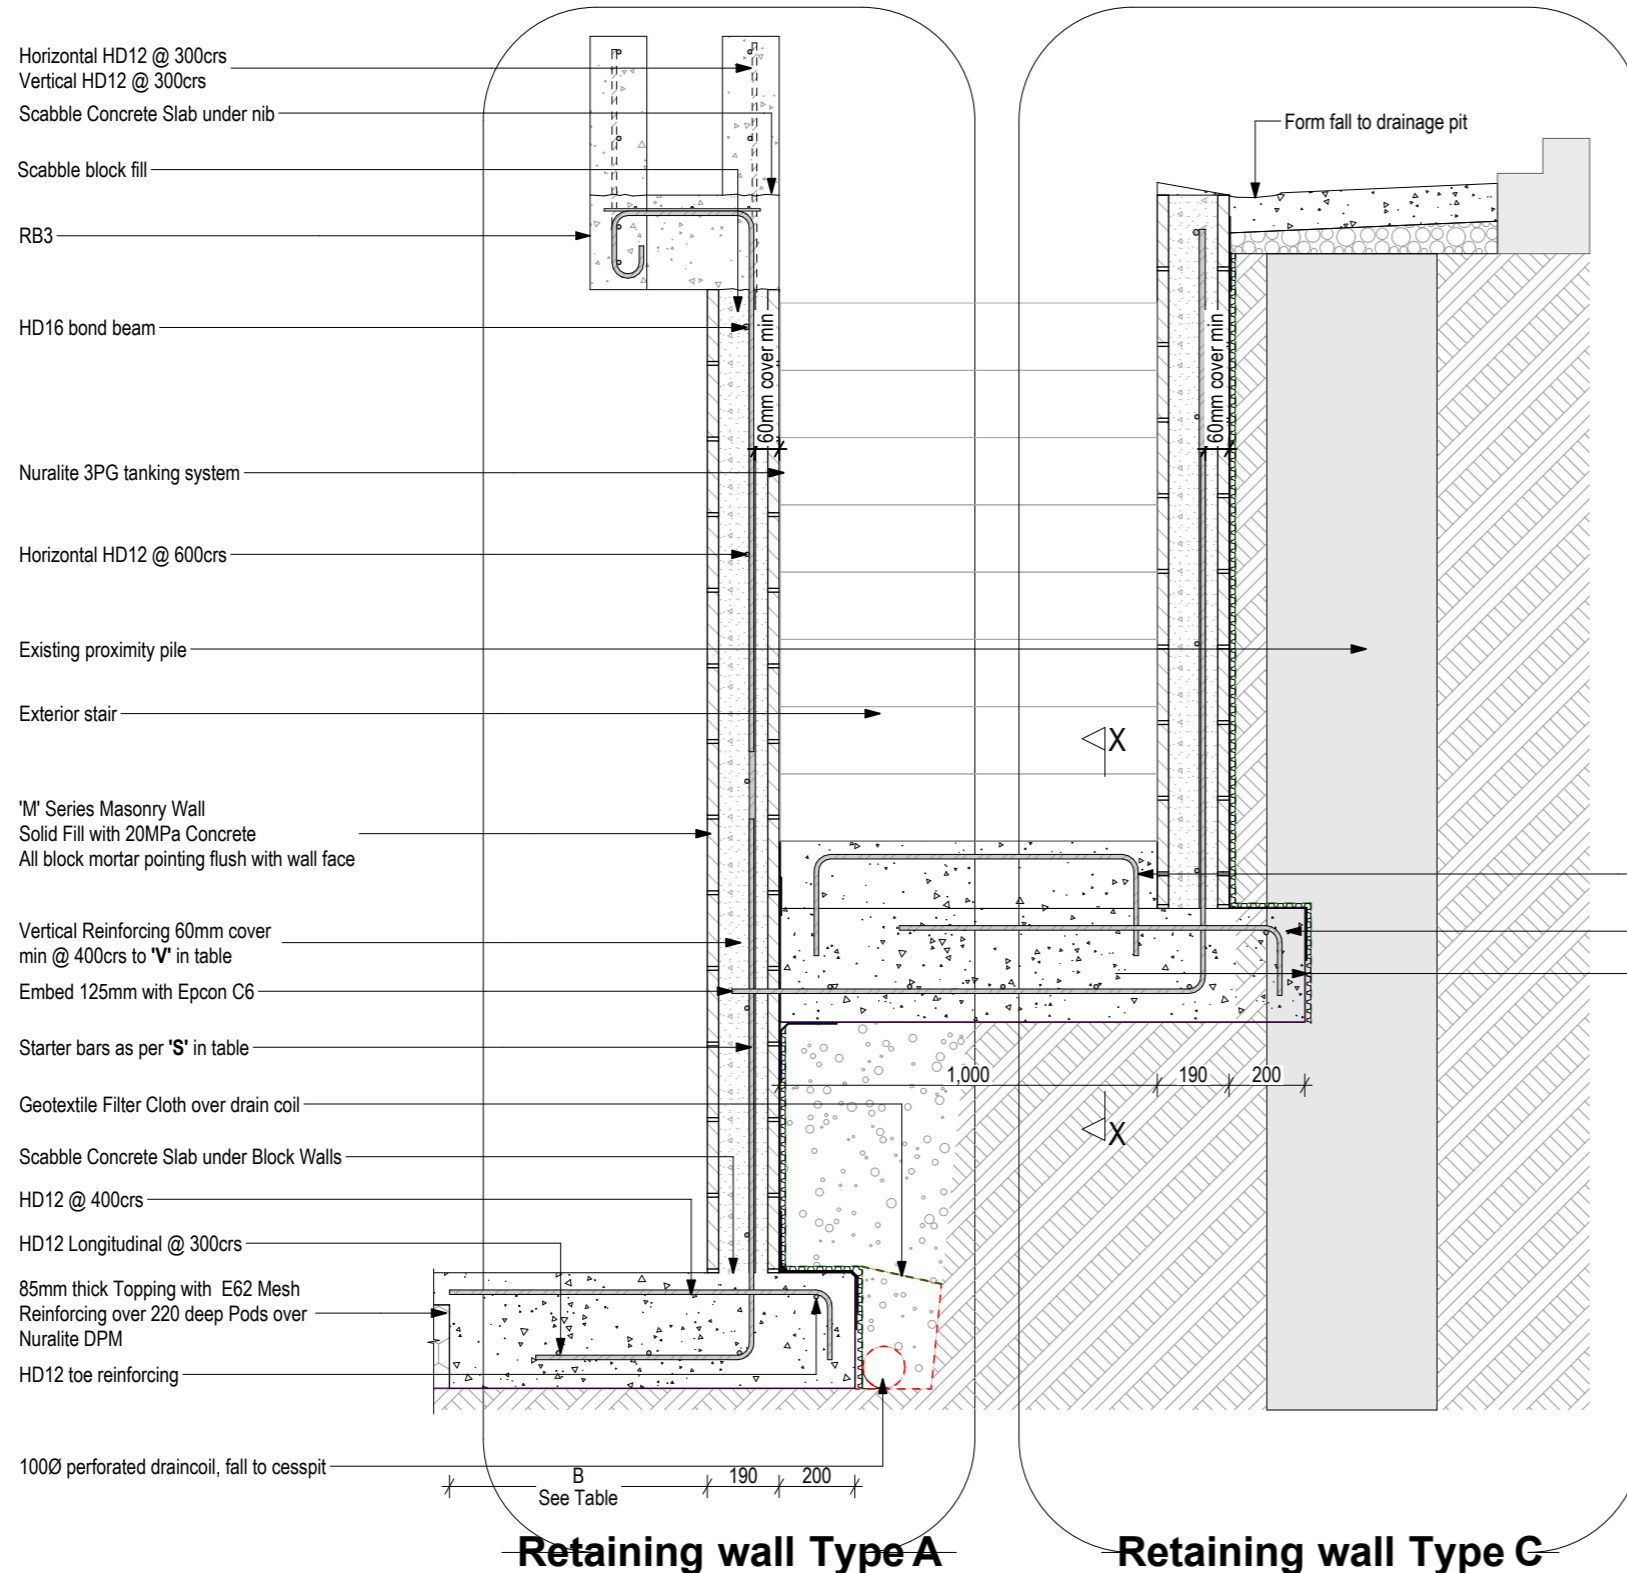 Horizontal HD12 @ 300crs
Vertical HD12 @ 300crs
Scabble Concrete Slab under nib
Scabble block fill
RB3
HD16 bond beam
Nuralite 3PG tanking system
Horizontal HD12 @ 600crs
Existing proximity pile
Exterior stair
'M' Series Masonry Wall
Solid Fill with 20MPa Concrete
All block mortar pointing flush with wall face
Vertical Reinforcing 60mm cover
min @ 400crs to 'V' in table
Embed 125mm with Epcon C6
Starter bars as per 'S' in table
Geotextile Filter Cloth over drain coil
Scabble Concrete Slab under Block Walls
HD12 @ 400crs
HD12 Longitudinal @ 300crs
85mm thick Topping with E62 Mesh
Reinforcing over 220 deep Pods over
Nuralite DPM
HD12 toe reinforcing
100Ø perforated draincoil, fall to cesspit
Form fall to drainage pit
60mm cover min
60mm cover min
X
X
1,000
190
200
B
See Table
190
200
Retaining wall Type A
Retaining wall Type C